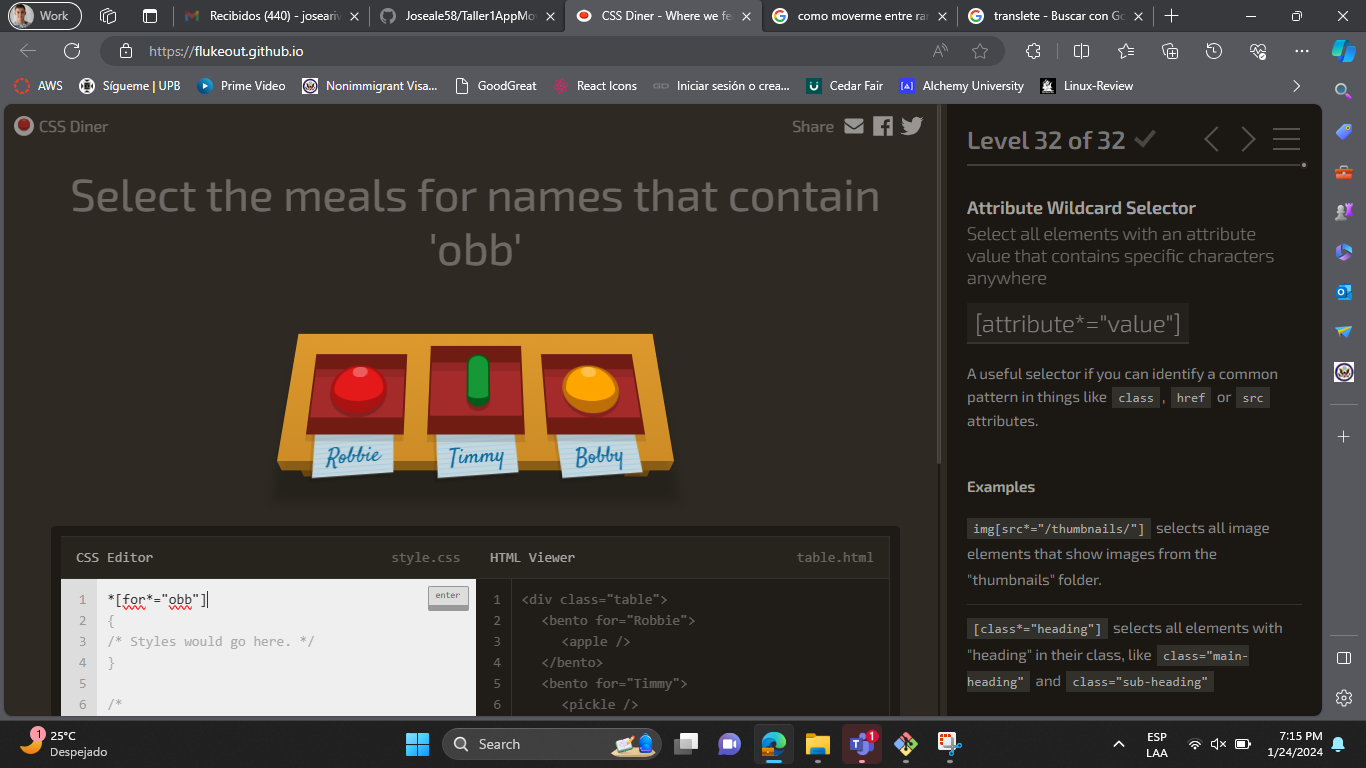 Work
Recibidos (440) - joseariv
Joseale58/Taller1AppMo
CSS Diner - Where we fe
como moverme entre rar
translete - Buscar con Go
https://flukeout.github.io
AWS
Sígueme | UPB
Prime Video
Nonimmigrant Visa...
GoodGreat
React Icons
Iniciar sesión o crea...
Cedar Fair
Alchemy University
Linux-Review
CSS Diner
Share
Select the meals for names that contain
'obb'
Robbie
Timmy
Bobby
CSS Editor
style.css
HTML Viewer
table.html
enter
1 *[for*="obb"]
2 {
3 /* Styles would go here. */
4 }
5
6 /*
1 <div class="table">
2 <bento for="Robbie">
3 <apple />
4 </bento>
5 <bento for="Timmy">
6 <pickle />
Level 32 of 32
Attribute Wildcard Selector
Select all elements with an attribute
value that contains specific characters
anywhere
[attribute*="value"]
A useful selector if you can identify a common
pattern in things like class , href or src
attributes.
Examples
img[src*="/thumbnails/"] selects all image
elements that show images from the
"thumbnails" folder.
[class*="heading"] selects all elements with
"heading" in their class, like class="main-
heading" and class="sub-heading"
1
25°C
Despejado
Search
1
ESP
LAA
7:15 PM
1/24/2024